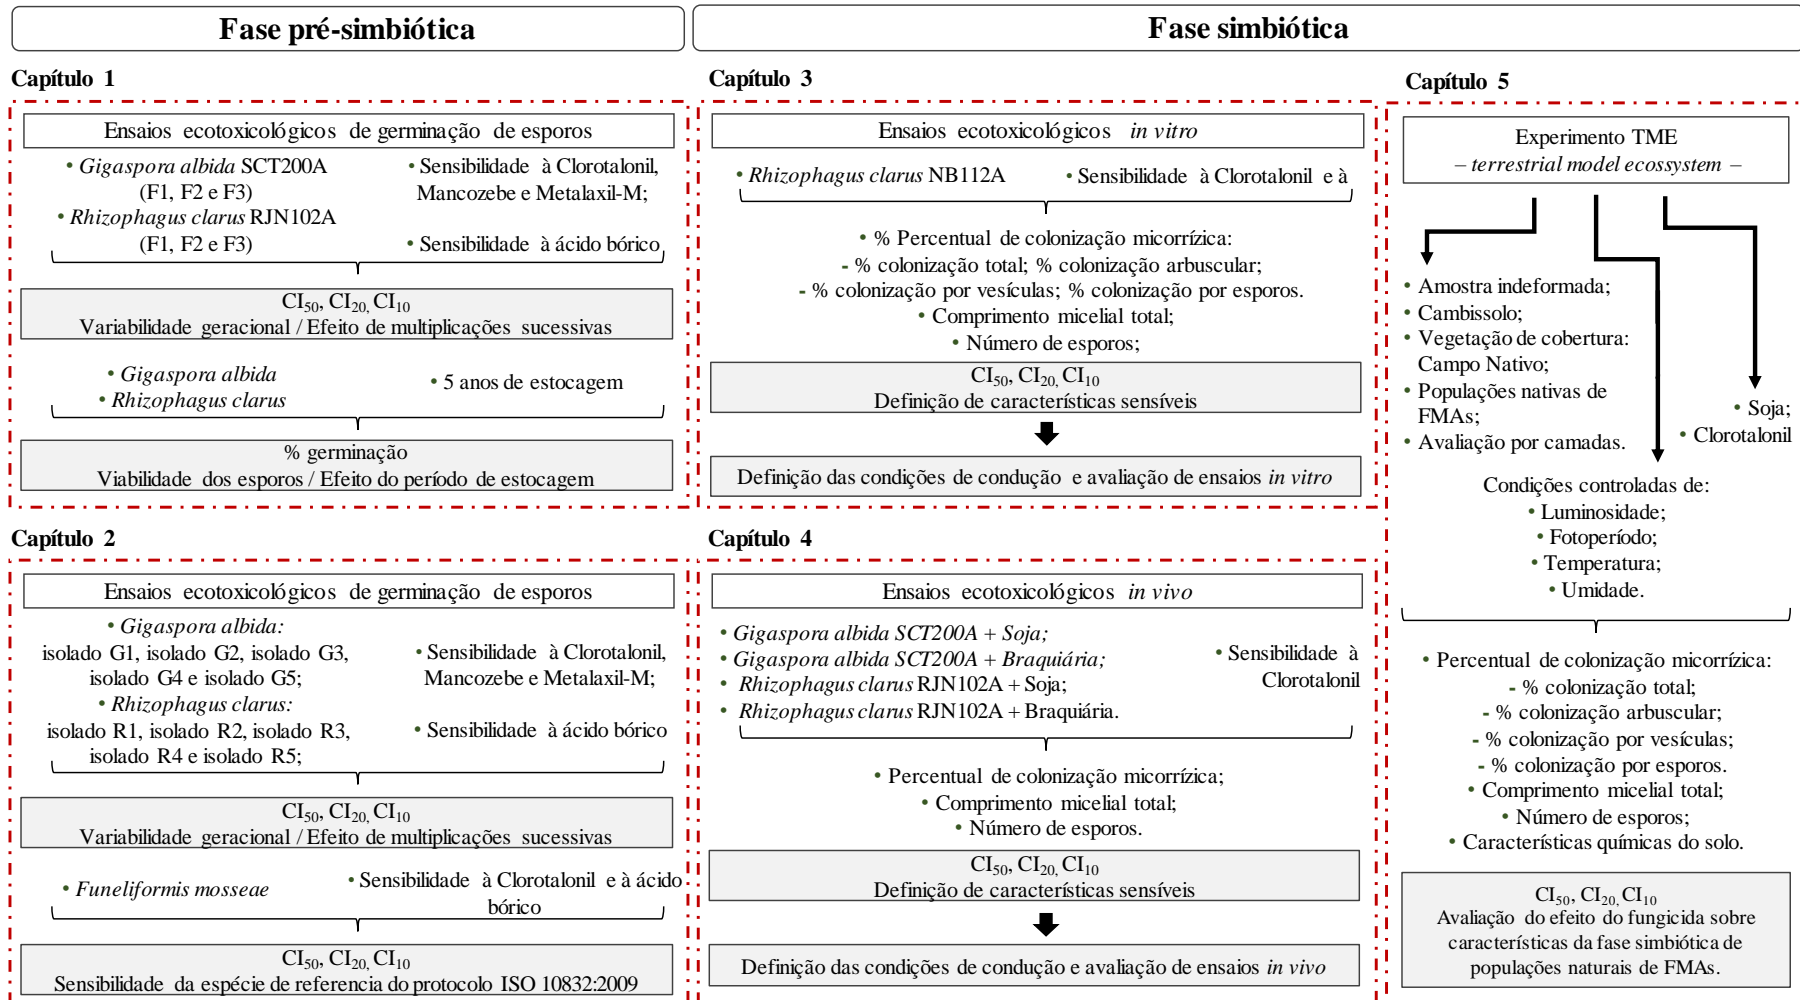 Fase pré-simbiótica
Fase simbiótica
Capítulo 1
Ensaios ecotoxicológicos de germinação de esporos
• Gigaspora albida SCT200A
(F1, F2 e F3)
• Rhizophagus clarus RJN102A
(F1, F2 e F3)
• Sensibilidade à Clorotalonil,
Mancozebe e Metalaxil-M;
• Sensibilidade à ácido bórico
CI50, CI20, CI10
Variabilidade geracional / Efeito de multiplicações sucessivas
• Gigaspora albida
• Rhizophagus clarus
• 5 anos de estocagem
% germinação
Viabilidade dos esporos / Efeito do período de estocagem
Capítulo 2
Ensaios ecotoxicológicos de germinação de esporos
• Gigaspora albida:
isolado G1, isolado G2, isolado G3,
isolado G4 e isolado G5;
• Rhizophagus clarus:
isolado R1, isolado R2, isolado R3,
isolado R4 e isolado R5;
• Sensibilidade à Clorotalonil,
Mancozebe e Metalaxil-M;
• Sensibilidade à ácido bórico
CI50, CI20, CI10
Variabilidade geracional / Efeito de multiplicações sucessivas
• Funeliformis mosseae
• Sensibilidade à Clorotalonil e à ácido
bórico
CI50, CI20, CI10
Sensibilidade da espécie de referencia do protocolo ISO 10832:2009
Capítulo 3
Ensaios ecotoxicológicos in vitro
• Rhizophagus clarus NB112A
• Sensibilidade à Clorotalonil e à
• % Percentual de colonização micorrízica:
- % colonização total; % colonização arbuscular;
- % colonização por vesículas; % colonização por esporos.
• Comprimento micelial total;
• Número de esporos;
CI50, CI20, CI10
Definição de características sensíveis
Definição das condições de condução e avaliação de ensaios in vitro
Capítulo 4
Ensaios ecotoxicológicos in vivo
• Gigaspora albida SCT200A + Soja;
• Gigaspora albida SCT200A + Braquiária;
• Rhizophagus clarus RJN102A + Soja;
• Rhizophagus clarus RJN102A + Braquiária.
• Sensibilidade à
Clorotalonil
• Percentual de colonização micorrízica;
• Comprimento micelial total;
• Número de esporos.
CI50, CI20, CI10
Definição de características sensíveis
Definição das condições de condução e avaliação de ensaios in vivo
Capítulo 5
Experimento TME
– terrestrial model ecossystem –
• Amostra indeformada;
• Cambissolo;
• Vegetação de cobertura:
Campo Nativo;
• Populações nativas de
FMAs;
• Avaliação por camadas.
• Soja;
• Clorotalonil
Condições controladas de:
• Luminosidade;
• Fotoperíodo;
• Temperatura;
• Umidade.
• Percentual de colonização micorrízica:
- % colonização total;
- % colonização arbuscular;
- % colonização por vesículas;
- % colonização por esporos.
• Comprimento micelial total;
• Número de esporos;
• Características químicas do solo.
CI50, CI20, CI10
Avaliação do efeito do fungicida sobre
características da fase simbiótica de
populações naturais de FMAs.